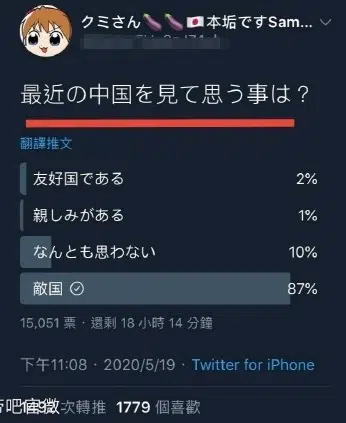 クミさん🍆🍆🇯🇵本垢ですSam...
最近の中国を見て思う事は？
翻譯推文
友好国である 2%
親しみがある 1%
なんとも思わない 10%
敵国 87%
15,051 票・還剩 18 小時 14 分鐘
下午11:08・2020/5/19・Twitter for iPhone
次轉推 1779 個喜歡